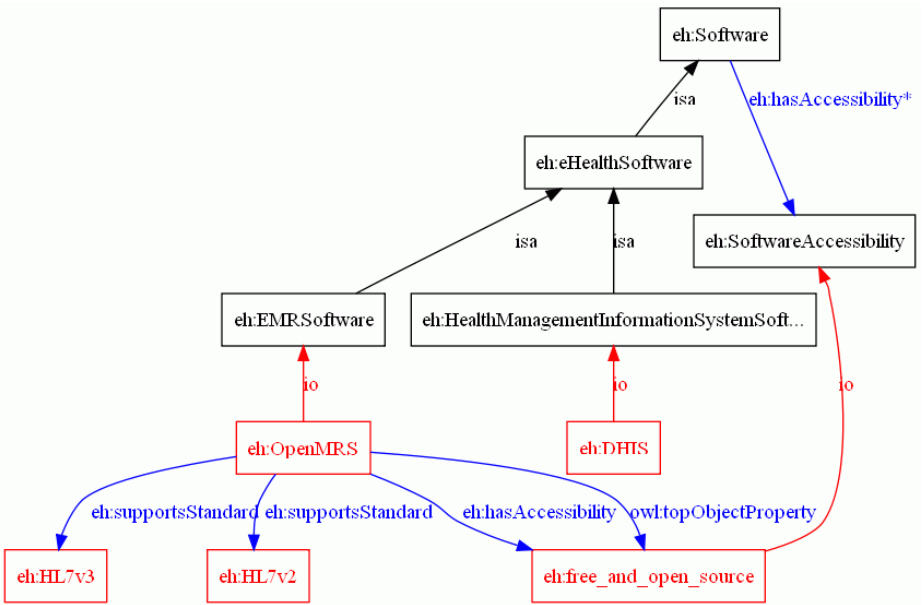 eh:Software
isa
eh:hasAccessibility*
eh:eHealthSoftware
isa
isa
eh:SoftwareAccessibility
eh:EMRSoftware
eh:HealthManagementInformationSystemSoft...
io
io
io
eh:OpenMRS
eh:DHIS
eh:supportsStandard
eh:supportsStandard
eh:hasAccessibility
owl:topObjectProperty
eh:HL7v3
eh:HL7v2
eh:free_and_open_source